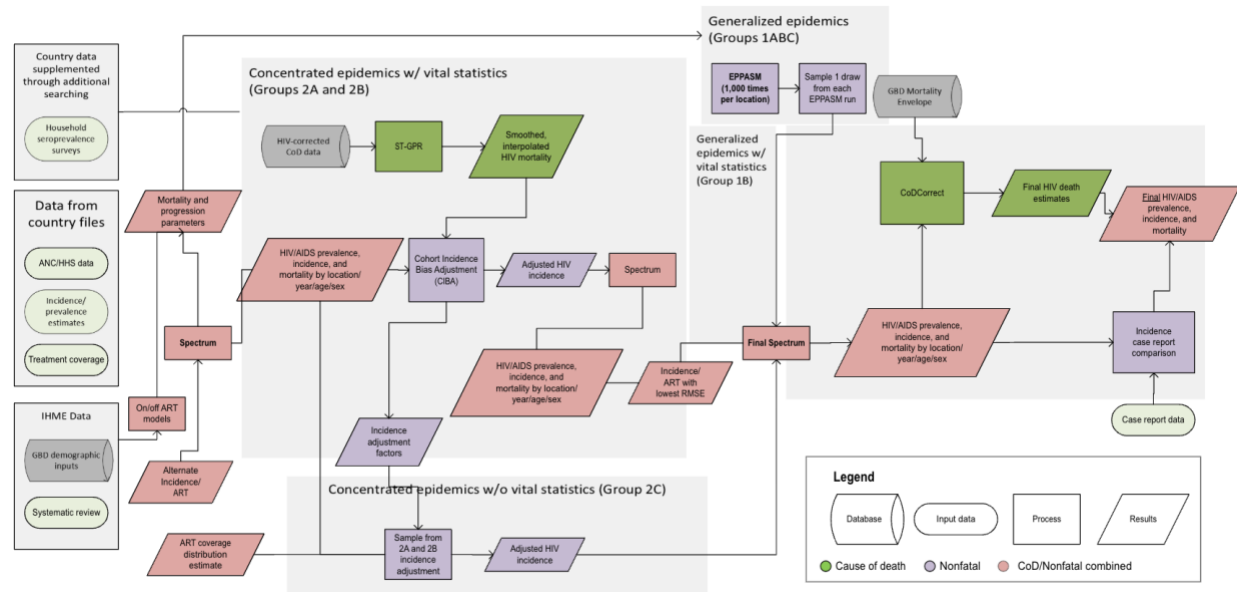 Country data
supplemented
through additional
searching
Household
seroprevalence
surveys
Data from
country files
ANC/HHS data
Incidence/
prevalence
estimates
Treatment coverage
IHME Data
GBD demographic
inputs
Systematic review
Mortality and
progression
parameters
Spectrum
On/off ART
models
Alternate
Incidence/
ART
Concentrated epidemics w/ vital statistics
(Groups 2A and 2B)
HIV-corrected
CoD data
ST-GPR
Smoothed,
interpolated
HIV mortality
HIV/AIDS prevalence,
incidence, and
mortality by location/
year/age/sex
Cohort Incidence
Bias Adjustment
(CIBA)
Adjusted HIV
incidence
Spectrum
HIV/AIDS prevalence,
incidence, and
mortality by location/
year/age/sex
Incidence/
ART with
lowest RMSE
Incidence
adjustment
factors
Concentrated epidemics w/o vital statistics (Group 2C)
ART coverage
distribution
estimate
Sample from
2A and 2B
incidence
adjustment
Adjusted HIV
incidence
Generalized epidemics
(Groups 1ABC)
EPPASM
(1,000 times
per location)
Sample 1 draw
from each
EPPASM run
GBD Mortality
Envelope
Generalized
epidemics w/
vital statistics
(Group 1B)
Final Spectrum
CoDCorrect
Final HIV death
estimates
Final HIV/AIDS
prevalence,
incidence, and
mortality
HIV/AIDS prevalence,
incidence, and
mortality by location/
year/age/sex
Incidence
case report
comparison
Case report data
Legend
Database
Input data
Process
Results
Cause of death
Nonfatal
CoD/Nonfatal combined